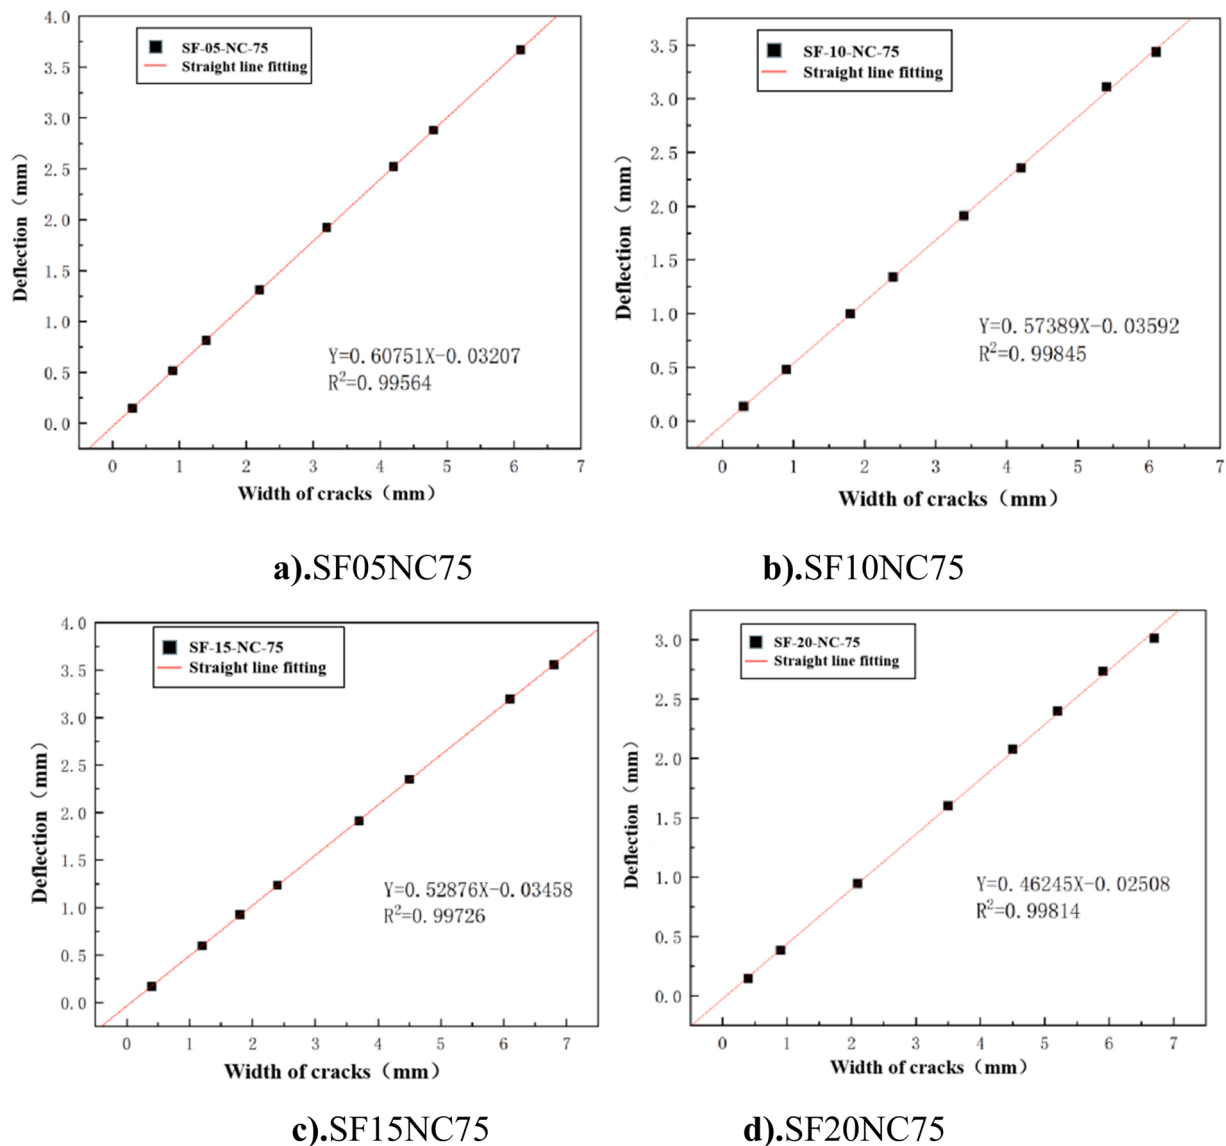 4.0
3.5
3.0
2.5
2.0
1.5
1.0
0.5
0.0
Deflection（mm）
SF-05-NC-75
Straight line fitting
Y=0.60751X-0.03207
R²=0.99564
0 1 2 3 4 5 6 7
Width of cracks（mm）
a).SF05NC75
3.5
3.0
2.5
2.0
1.5
1.0
0.5
0.0
Deflection（mm）
SF-10-NC-75
Straight line fitting
Y=0.57389X-0.03592
R²=0.99845
0 1 2 3 4 5 6 7
Width of cracks（mm）
b).SF10NC75
4.0
3.5
3.0
2.5
2.0
1.5
1.0
0.5
0.0
Deflection（mm）
SF-15-NC-75
Straight line fitting
Y=0.52876X-0.03458
R²=0.99726
0 1 2 3 4 5 6 7
Width of cracks（mm）
c).SF15NC75
3.0
2.5
2.0
1.5
1.0
0.5
0.0
Deflection（mm）
SF-20-NC-75
Straight line fitting
Y=0.46245X-0.02508
R²=0.99814
0 1 2 3 4 5 6 7
Width of cracks（mm）
d).SF20NC75